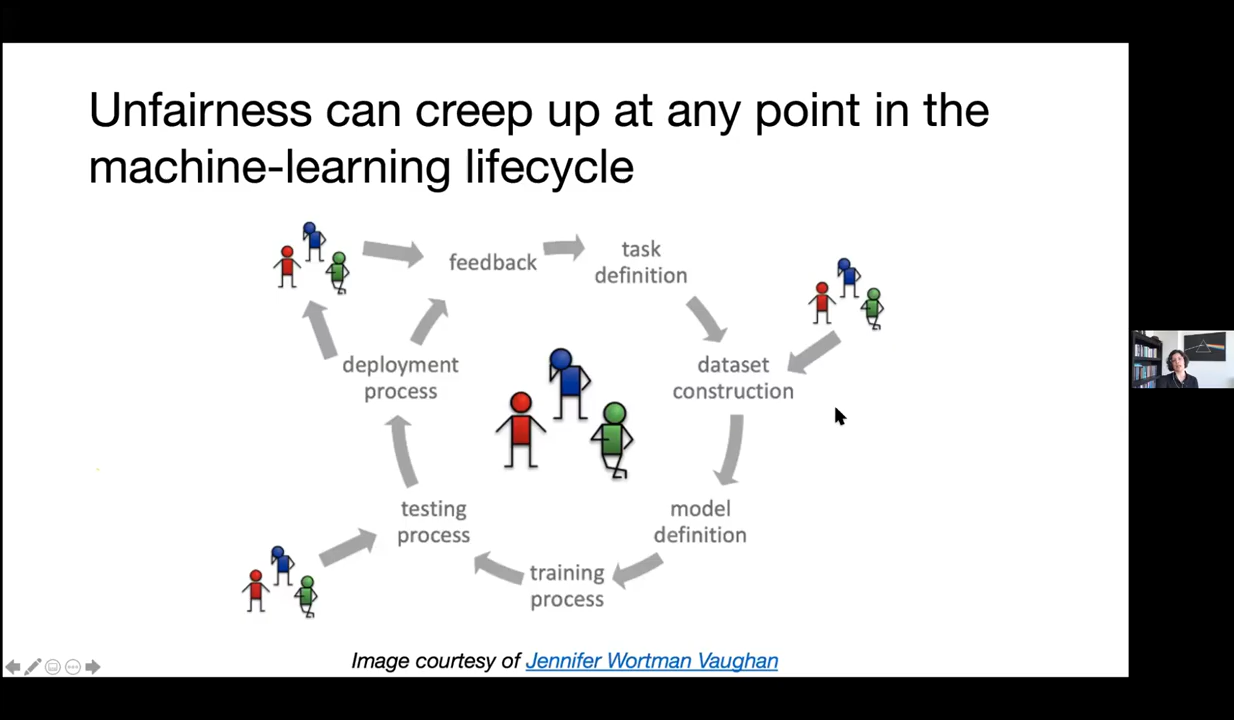 Unfairness can creep up at any point in the
machine-learning lifecycle
feedback
task
definition
deployment
process
dataset
construction
testing
process
model
definition
training
process
Image courtesy of Jennifer Wortman Vaughan